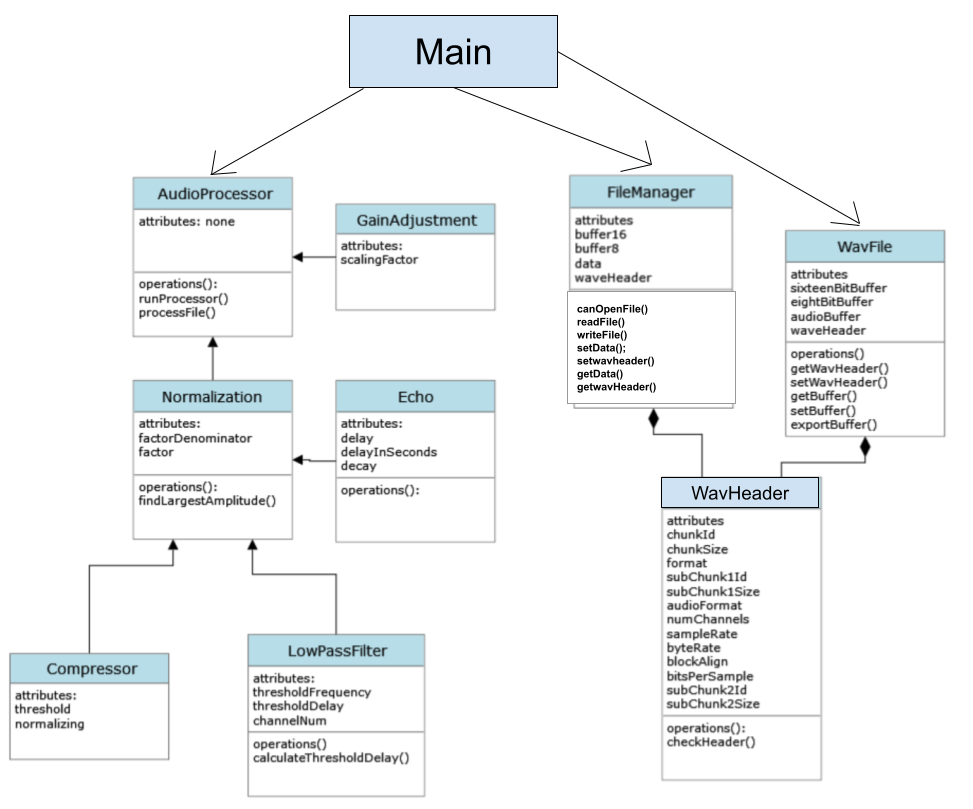 Main
AudioProcessor
attributes: none
operations():
runProcessor()
processFile()
GainAdjustment
attributes:
scalingFactor
FileManager
attributes
buffer16
buffer8
data
waveHeader
canOpenFile()
readFile()
writeFile()
setData();
setwavheader()
getData()
getwavHeader()
WavFile
attributes
sixteenBitBuffer
eightBitBuffer
audioBuffer
waveHeader
operations()
getWavHeader()
setWavHeader()
getBuffer()
setBuffer()
exportBuffer()
Normalization
attributes:
factorDenominator
factor
operations():
findLargestAmplitude()
Echo
attributes:
delay
delayInSeconds
decay
operations():
WavHeader
attributes
chunkId
chunkSize
format
subChunk1Id
subChunk1Size
audioFormat
numChannels
sampleRate
byteRate
blockAlign
bitsPerSample
subChunk2Id
subChunk2Size
operations():
checkHeader()
Compressor
attributes:
threshold
normalizing
LowPassFilter
attributes:
thresholdFrequency
thresholdDelay
channelNum
operations()
calculateThresholdDelay()